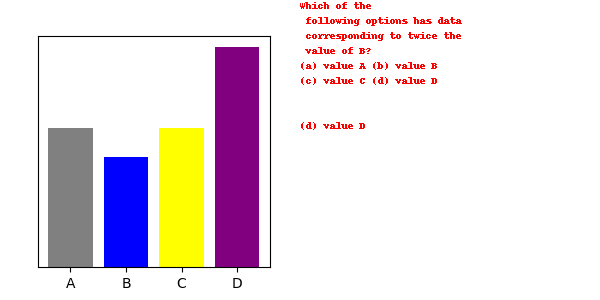 Which of the
following options has data
corresponding to twice the
value of B?
(a) value A (b) value B
(c) value C (d) value D
(d) value D
A B C D